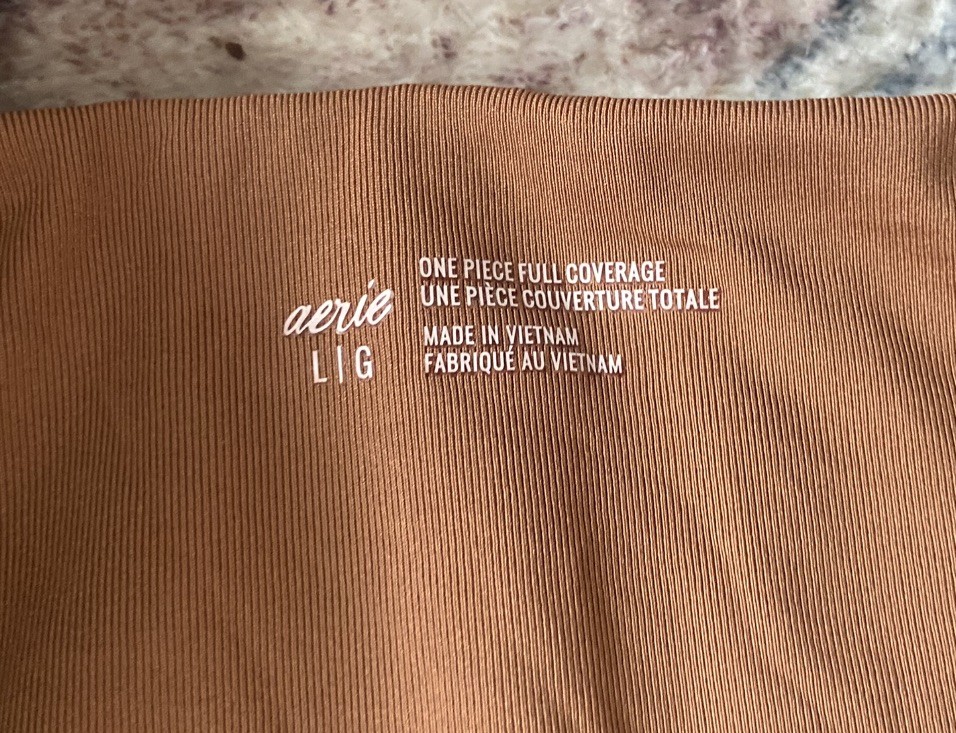 aerie
L|G
ONE PIECE FULL COVERAGE
UNE PIÈCE COUVERTURE TOTALE
MADE IN VIETNAM
FABRIQUÉ AU VIETNAM